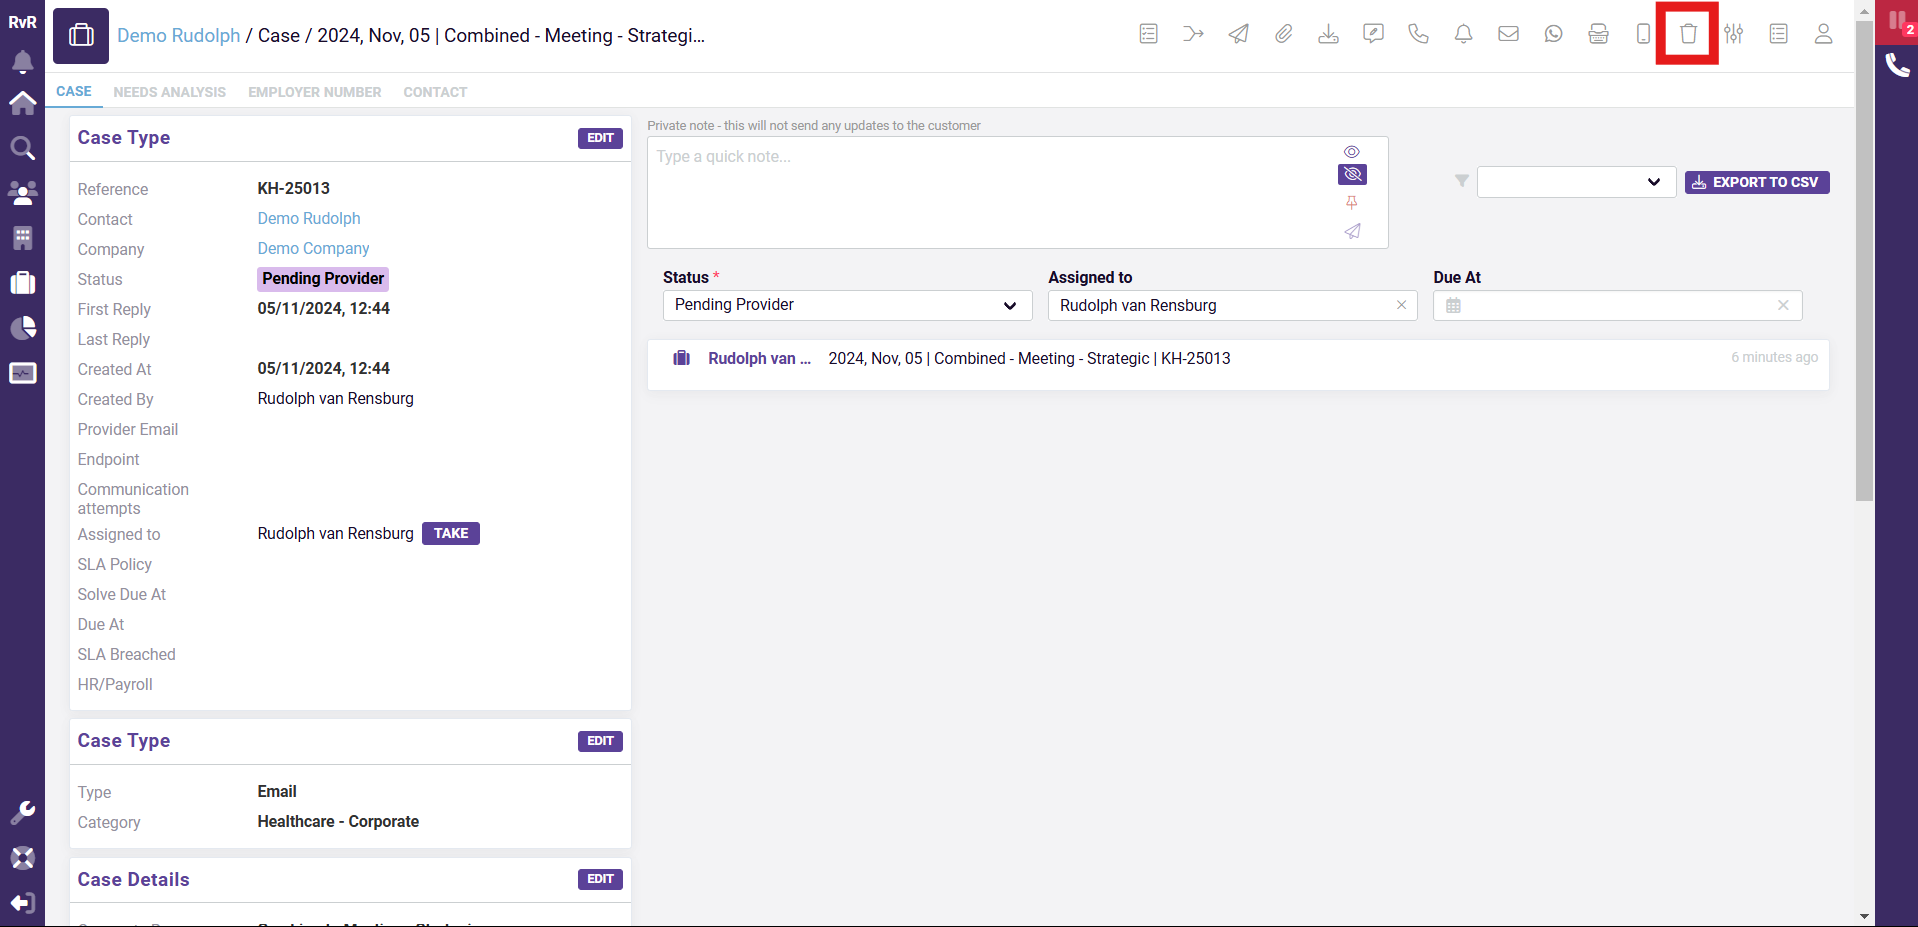 RvR
Demo Rudolph / Case / 2024, Nov, 05 | Combined - Meeting - Strategi...
2
CASE NEEDS ANALYSIS EMPLOYER NUMBER CONTACT
Case Type EDIT
Reference KH-25013
Contact Demo Rudolph
Company Demo Company
Status Pending Provider
First Reply 05/11/2024, 12:44
Last Reply
Created At 05/11/2024, 12:44
Created By Rudolph van Rensburg
Provider Email
Endpoint
Communication
attempts
Assigned to Rudolph van Rensburg TAKE
SLA Policy
Solve Due At
Due At
SLA Breached
HR/Payroll
Case Type EDIT
Type Email
Category Healthcare - Corporate
Case Details EDIT
Private note - this will not send any updates to the customer
Type a quick note...
EXPORT TO CSV
Status * Assigned to Due At
Pending Provider Rudolph van Rensburg
Rudolph van ... 2024, Nov, 05 | Combined - Meeting - Strategic | KH-25013 6 minutes ago